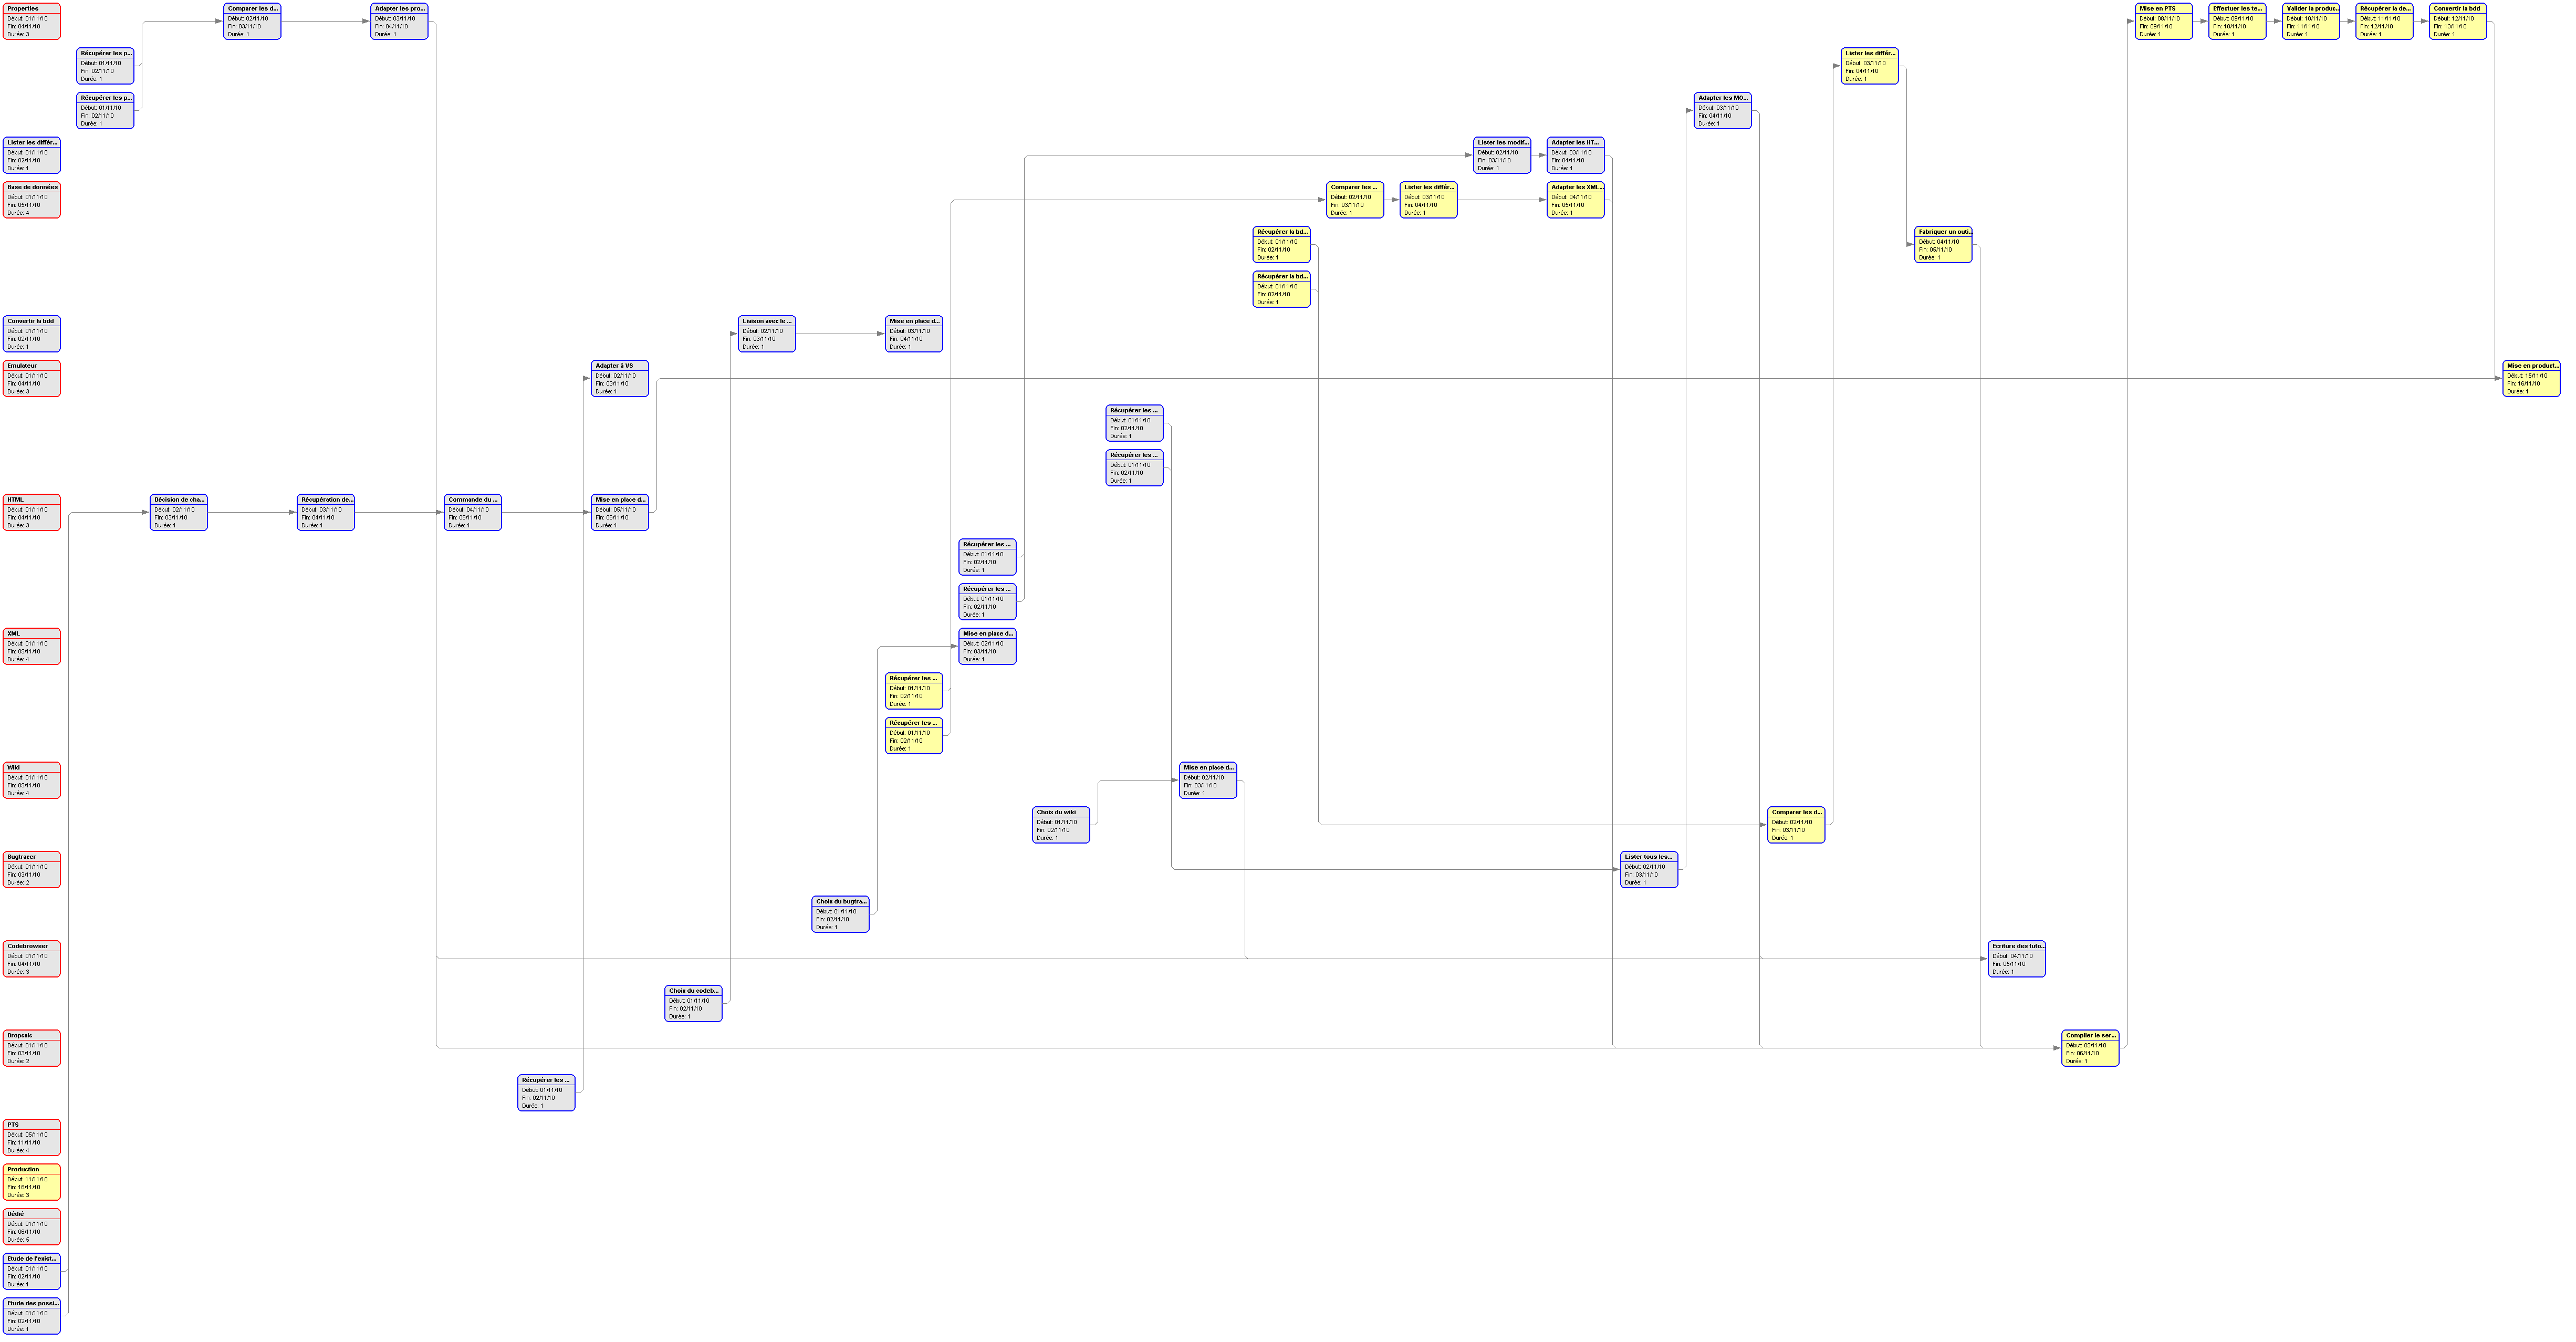 Properties
Début: 01/11/10
Fin: 04/11/10
Durée: 3
Comparer les d...
Début: 02/11/10
Fin: 03/11/10
Durée: 1
Adapter les pro...
Début: 03/11/10
Fin: 04/11/10
Durée: 1
Mise en PTS
Début: 08/11/10
Fin: 09/11/10
Durée: 1
Effectuer les te...
Début: 09/11/10
Fin: 10/11/10
Durée: 1
Valider la produc...
Début: 10/11/10
Fin: 11/11/10
Durée: 1
Récupérer la de...
Début: 11/11/10
Fin: 12/11/10
Durée: 1
Convertir la bdd
Début: 12/11/10
Fin: 13/11/10
Durée: 1
Récupérer les p...
Début: 01/11/10
Fin: 02/11/10
Durée: 1
Lister les différ...
Début: 03/11/10
Fin: 04/11/10
Durée: 1
Récupérer les p...
Début: 01/11/10
Fin: 02/11/10
Durée: 1
Adapter les MO...
Début: 03/11/10
Fin: 04/11/10
Durée: 1
Lister les différ...
Début: 01/11/10
Fin: 02/11/10
Durée: 1
Lister les modif...
Début: 02/11/10
Fin: 03/11/10
Durée: 1
Adapter les HT...
Début: 03/11/10
Fin: 04/11/10
Durée: 1
Base de données
Début: 01/11/10
Fin: 05/11/10
Durée: 4
Comparer les ...
Début: 02/11/10
Fin: 03/11/10
Durée: 1
Lister les différ...
Début: 03/11/10
Fin: 04/11/10
Durée: 1
Adapter les XML...
Début: 04/11/10
Fin: 05/11/10
Durée: 1
Récupérer la bd...
Début: 01/11/10
Fin: 02/11/10
Durée: 1
Fabriquer un outi...
Début: 04/11/10
Fin: 05/11/10
Durée: 1
Récupérer la bd...
Début: 01/11/10
Fin: 02/11/10
Durée: 1
Convertir la bdd
Début: 01/11/10
Fin: 02/11/10
Durée: 1
Liaison avec le ...
Début: 02/11/10
Fin: 03/11/10
Durée: 1
Mise en place d...
Début: 03/11/10
Fin: 04/11/10
Durée: 1
Emulateur
Début: 01/11/10
Fin: 04/11/10
Durée: 3
Adapter à VS
Début: 02/11/10
Fin: 03/11/10
Durée: 1
Mise en product...
Début: 15/11/10
Fin: 16/11/10
Durée: 1
Récupérer les ...
Début: 01/11/10
Fin: 02/11/10
Durée: 1
Récupérer les ...
Début: 01/11/10
Fin: 02/11/10
Durée: 1
HTML
Début: 01/11/10
Fin: 04/11/10
Durée: 3
Décision de cha...
Début: 02/11/10
Fin: 03/11/10
Durée: 1
Récupération de...
Début: 03/11/10
Fin: 04/11/10
Durée: 1
Commande du ...
Début: 04/11/10
Fin: 05/11/10
Durée: 1
Mise en place d...
Début: 05/11/10
Fin: 06/11/10
Durée: 1
Récupérer les ...
Début: 01/11/10
Fin: 02/11/10
Durée: 1
Récupérer les ...
Début: 01/11/10
Fin: 02/11/10
Durée: 1
XML
Début: 01/11/10
Fin: 05/11/10
Durée: 4
Mise en place d...
Début: 02/11/10
Fin: 03/11/10
Durée: 1
Récupérer les ...
Début: 01/11/10
Fin: 02/11/10
Durée: 1
Récupérer les ...
Début: 01/11/10
Fin: 02/11/10
Durée: 1
Wiki
Début: 01/11/10
Fin: 05/11/10
Durée: 4
Mise en place d...
Début: 02/11/10
Fin: 03/11/10
Durée: 1
Choix du wiki
Début: 01/11/10
Fin: 02/11/10
Durée: 1
Comparer les d...
Début: 02/11/10
Fin: 03/11/10
Durée: 1
Bugtracer
Début: 01/11/10
Fin: 03/11/10
Durée: 2
Lister tous les...
Début: 02/11/10
Fin: 03/11/10
Durée: 1
Choix du bugtra...
Début: 01/11/10
Fin: 02/11/10
Durée: 1
Codebrowser
Début: 01/11/10
Fin: 04/11/10
Durée: 3
Ecriture des tuto...
Début: 04/11/10
Fin: 05/11/10
Durée: 1
Choix du codeb...
Début: 01/11/10
Fin: 02/11/10
Durée: 1
Dropcalc
Début: 01/11/10
Fin: 03/11/10
Durée: 2
Compiler le ser...
Début: 05/11/10
Fin: 06/11/10
Durée: 1
Récupérer les ...
Début: 01/11/10
Fin: 02/11/10
Durée: 1
PTS
Début: 05/11/10
Fin: 11/11/10
Durée: 4
Production
Début: 11/11/10
Fin: 16/11/10
Durée: 3
Dédié
Début: 01/11/10
Fin: 06/11/10
Durée: 5
Etude de l'exist...
Début: 01/11/10
Fin: 02/11/10
Durée: 1
Etude des possi...
Début: 01/11/10
Fin: 02/11/10
Durée: 1